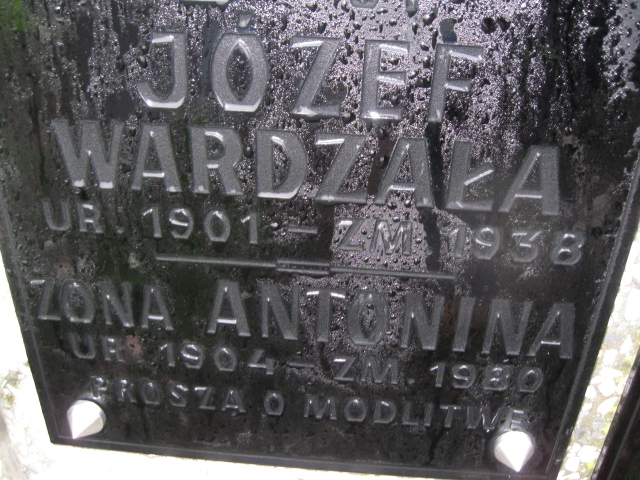 JÓZEF
WARDZAŁA
UR. 1901 – ZM. 1938
ŻONA ANTONINA
UR. 1904 – ZM. 1980
PROSZĄ O MODLITWĘ